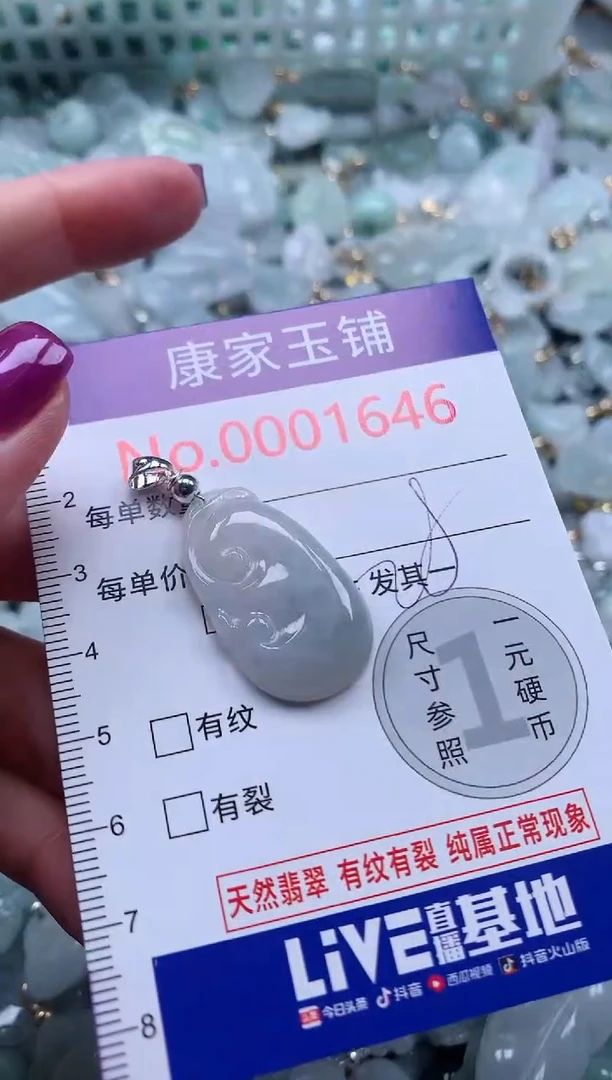 康家玉铺
No.0001646
2
每单数
3
每单价
发其一
4
一元硬币
尺寸参照
1
5
有纹
6
有裂
天然翡翠 有纹有裂 纯属正常现象
7
LiVE直播基地
今日头条 抖音 西瓜视频 抖音火山版
8